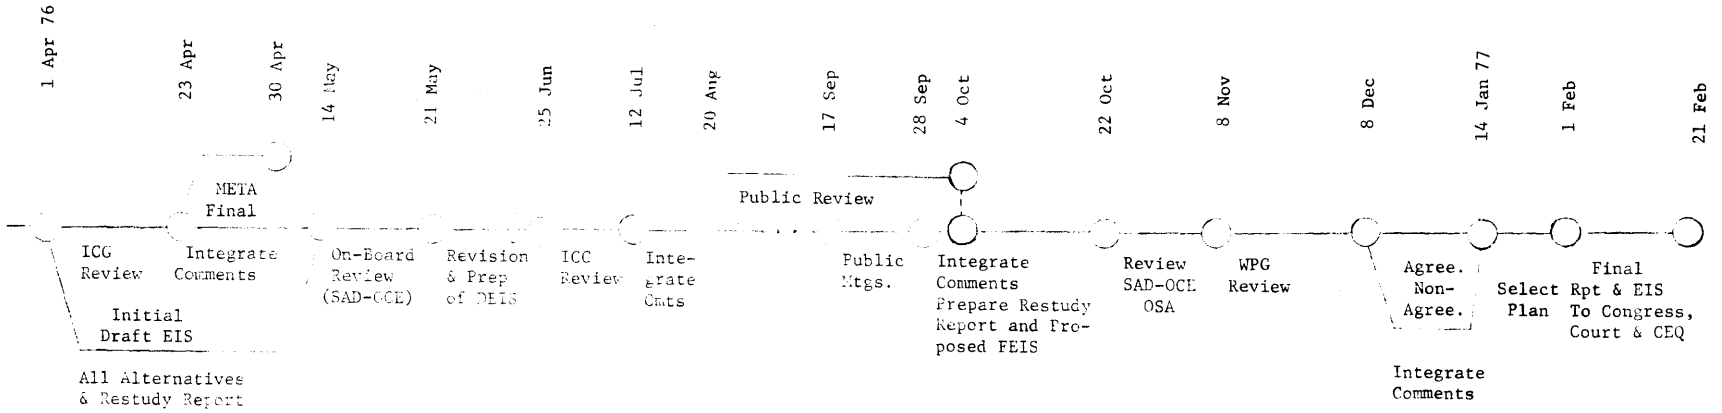 1 Apr 76
23 Apr
30 Apr
14 May
21 May
25 Jun
12 Jul
20 Aug
17 Sep
28 Sep
4 Oct
22 Oct
8 Nov
8 Dec
14 Jan 77
1 Feb
21 Feb
META
Final
Public Review
ICG
Review
Integrate
Comments
On-Board
Review
(SAD-OCE)
Revision
& Prep
of DEIS
ICC
Review
Inte-
grate
Cmts
Public
Mtgs.
Integrate
Comments
Prepare Restudy
Report and Pro-
posed FEIS
Review
SAD-OCE
OSA
WPG
Review
Agree.
Non-
Agree.
Select
Plan
Final
Rpt & EIS
To Congress,
Court & CEQ
Initial
Draft EIS
All Alternatives
& Restudy Report
Integrate
Comments